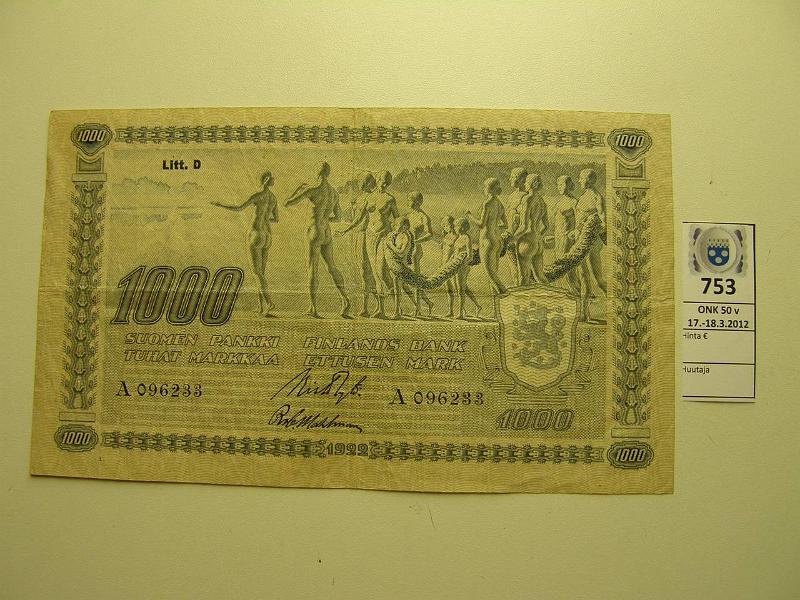 1000
1000
Litt. D
1000
SUOMEN PANKKI
TUHAT MARKKAA
FINLANDS BANK
ETTUSEN MARK
A 096233
A 096233
1000
1000
1922
1000
753
ONK 50 v
17.-18.3.2012
Hinta €
Huutaja